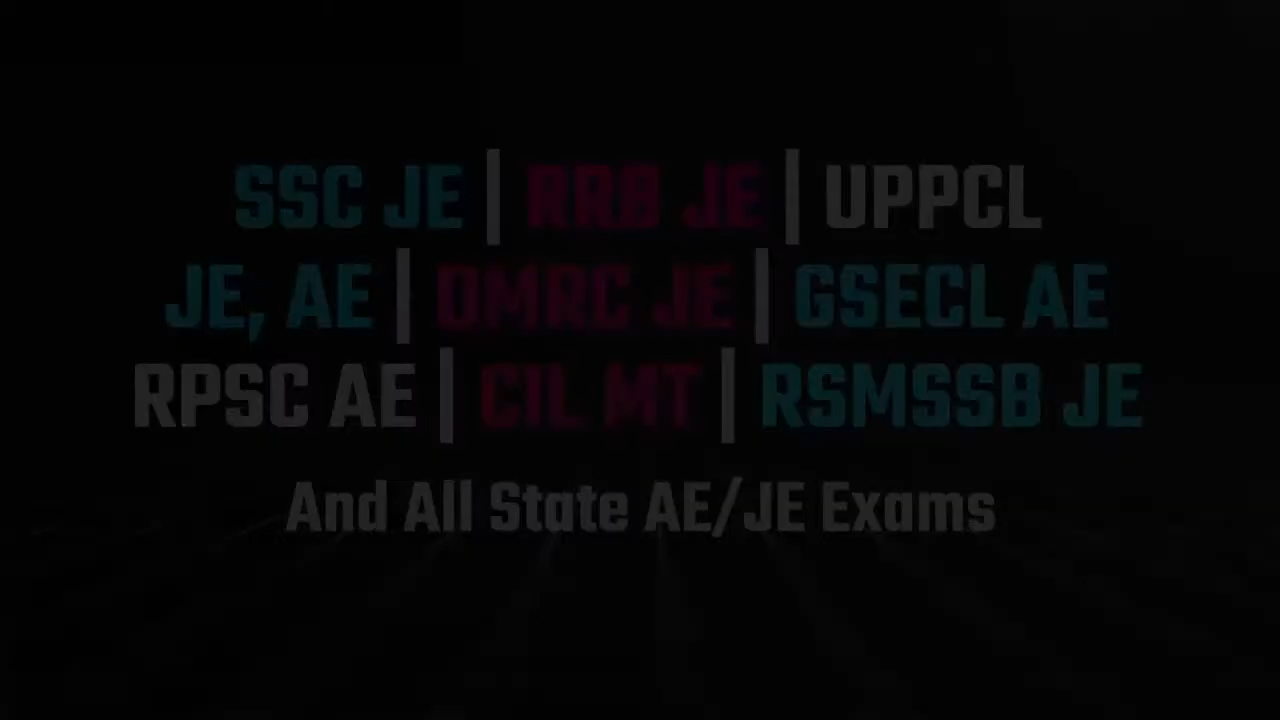 SSC JE | RRB JE | UPPCL
JE, AE | DMRC JE | GSECL AE
RPSC AE | CIL MT | RSMSSB JE
And All State AE/JE Exams